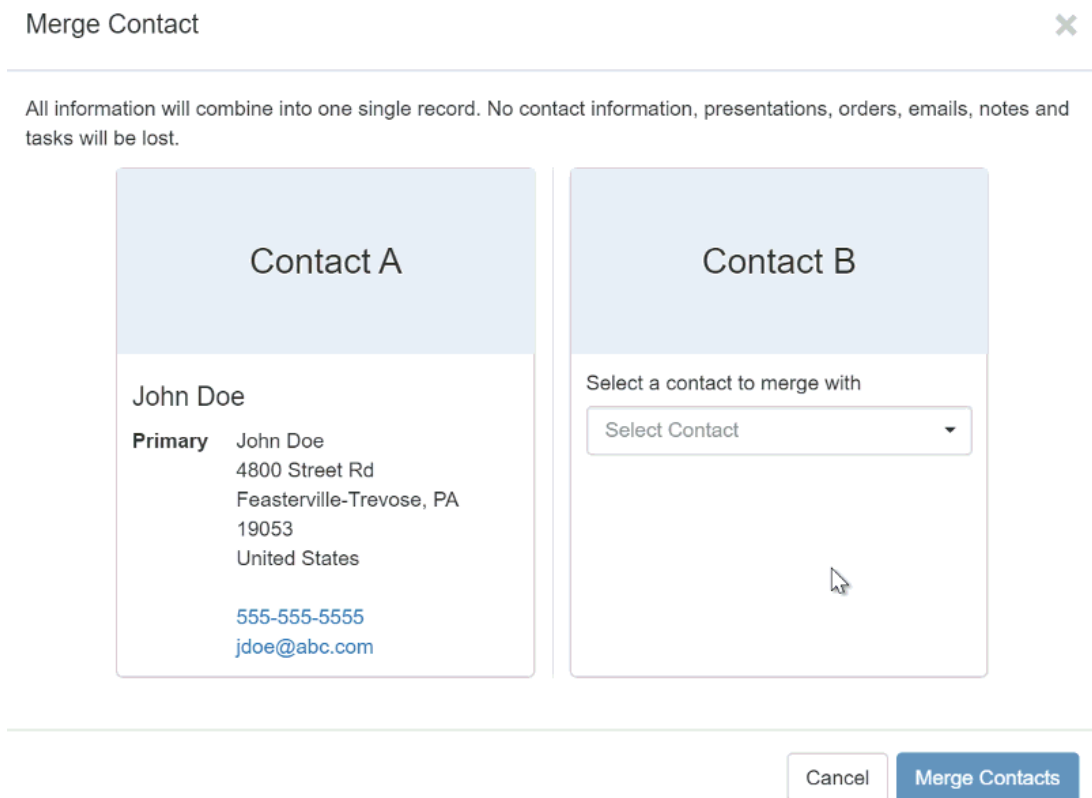 Merge Contact
All information will combine into one single record. No contact information, presentations, orders, emails, notes and
tasks will be lost.
Contact A
John Doe
Primary John Doe
4800 Street Rd
Feasterville-Trevose, PA
19053
United States
555-555-5555
jdoe@abc.com
Contact B
Select a contact to merge with
Select Contact
Cancel Merge Contacts